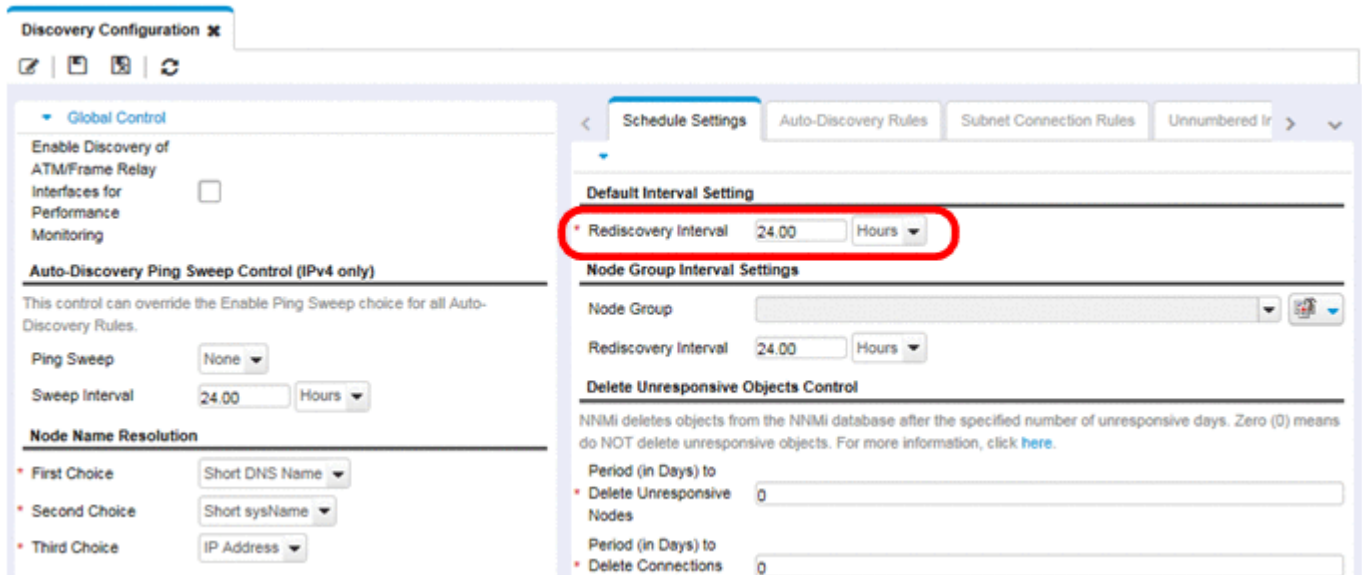 Discovery Configuration
Global Control
Enable Discovery of
ATM/Frame Relay
Interfaces for
Performance
Monitoring
Auto-Discovery Ping Sweep Control (IPv4 only)
This control can override the Enable Ping Sweep choice for all Auto-
Discovery Rules.
Ping Sweep None
Sweep Interval 24.00 Hours
Node Name Resolution
* First Choice Short DNS Name
* Second Choice Short sysName
* Third Choice IP Address
Schedule Settings Auto-Discovery Rules Subnet Connection Rules Unnumbered Ir
Default Interval Setting
* Rediscovery Interval 24.00 Hours
Node Group Interval Settings
Node Group
Rediscovery Interval 24.00 Hours
Delete Unresponsive Objects Control
NNMi deletes objects from the NNMi database after the specified number of unresponsive days. Zero (0) means
do NOT delete unresponsive objects. For more information, click here.
Period (in Days) to
* Delete Unresponsive 0
Nodes
Period (in Days) to
* Delete Connections 0